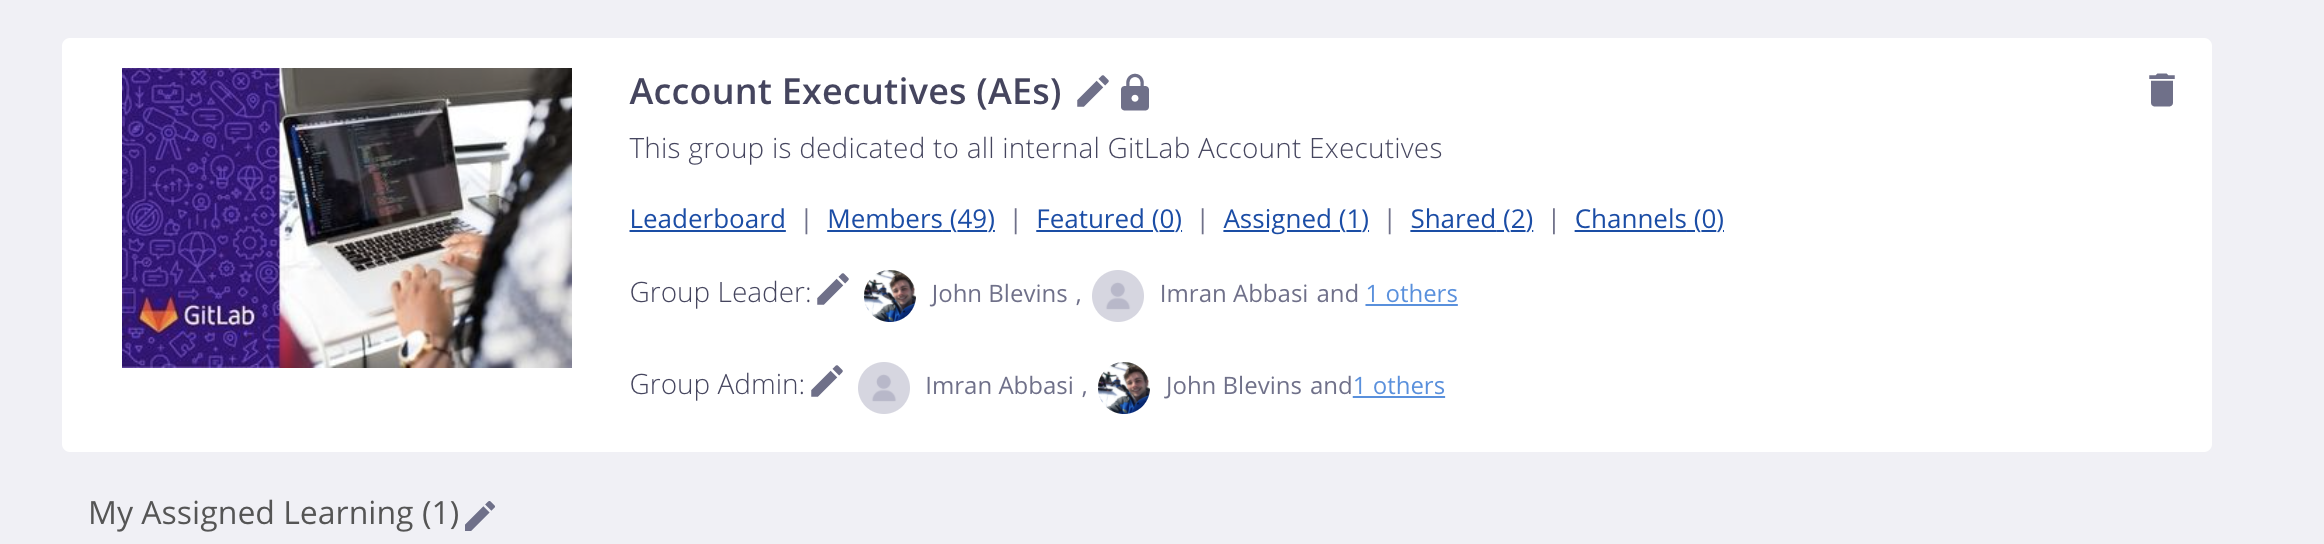 GitLab
Account Executives (AEs)
This group is dedicated to all internal GitLab Account Executives
Leaderboard | Members (49) | Featured (0) | Assigned (1) | Shared (2) | Channels (0)
Group Leader: John Blevins , Imran Abbasi and 1 others
Group Admin: Imran Abbasi , John Blevins and1 others
My Assigned Learning (1)